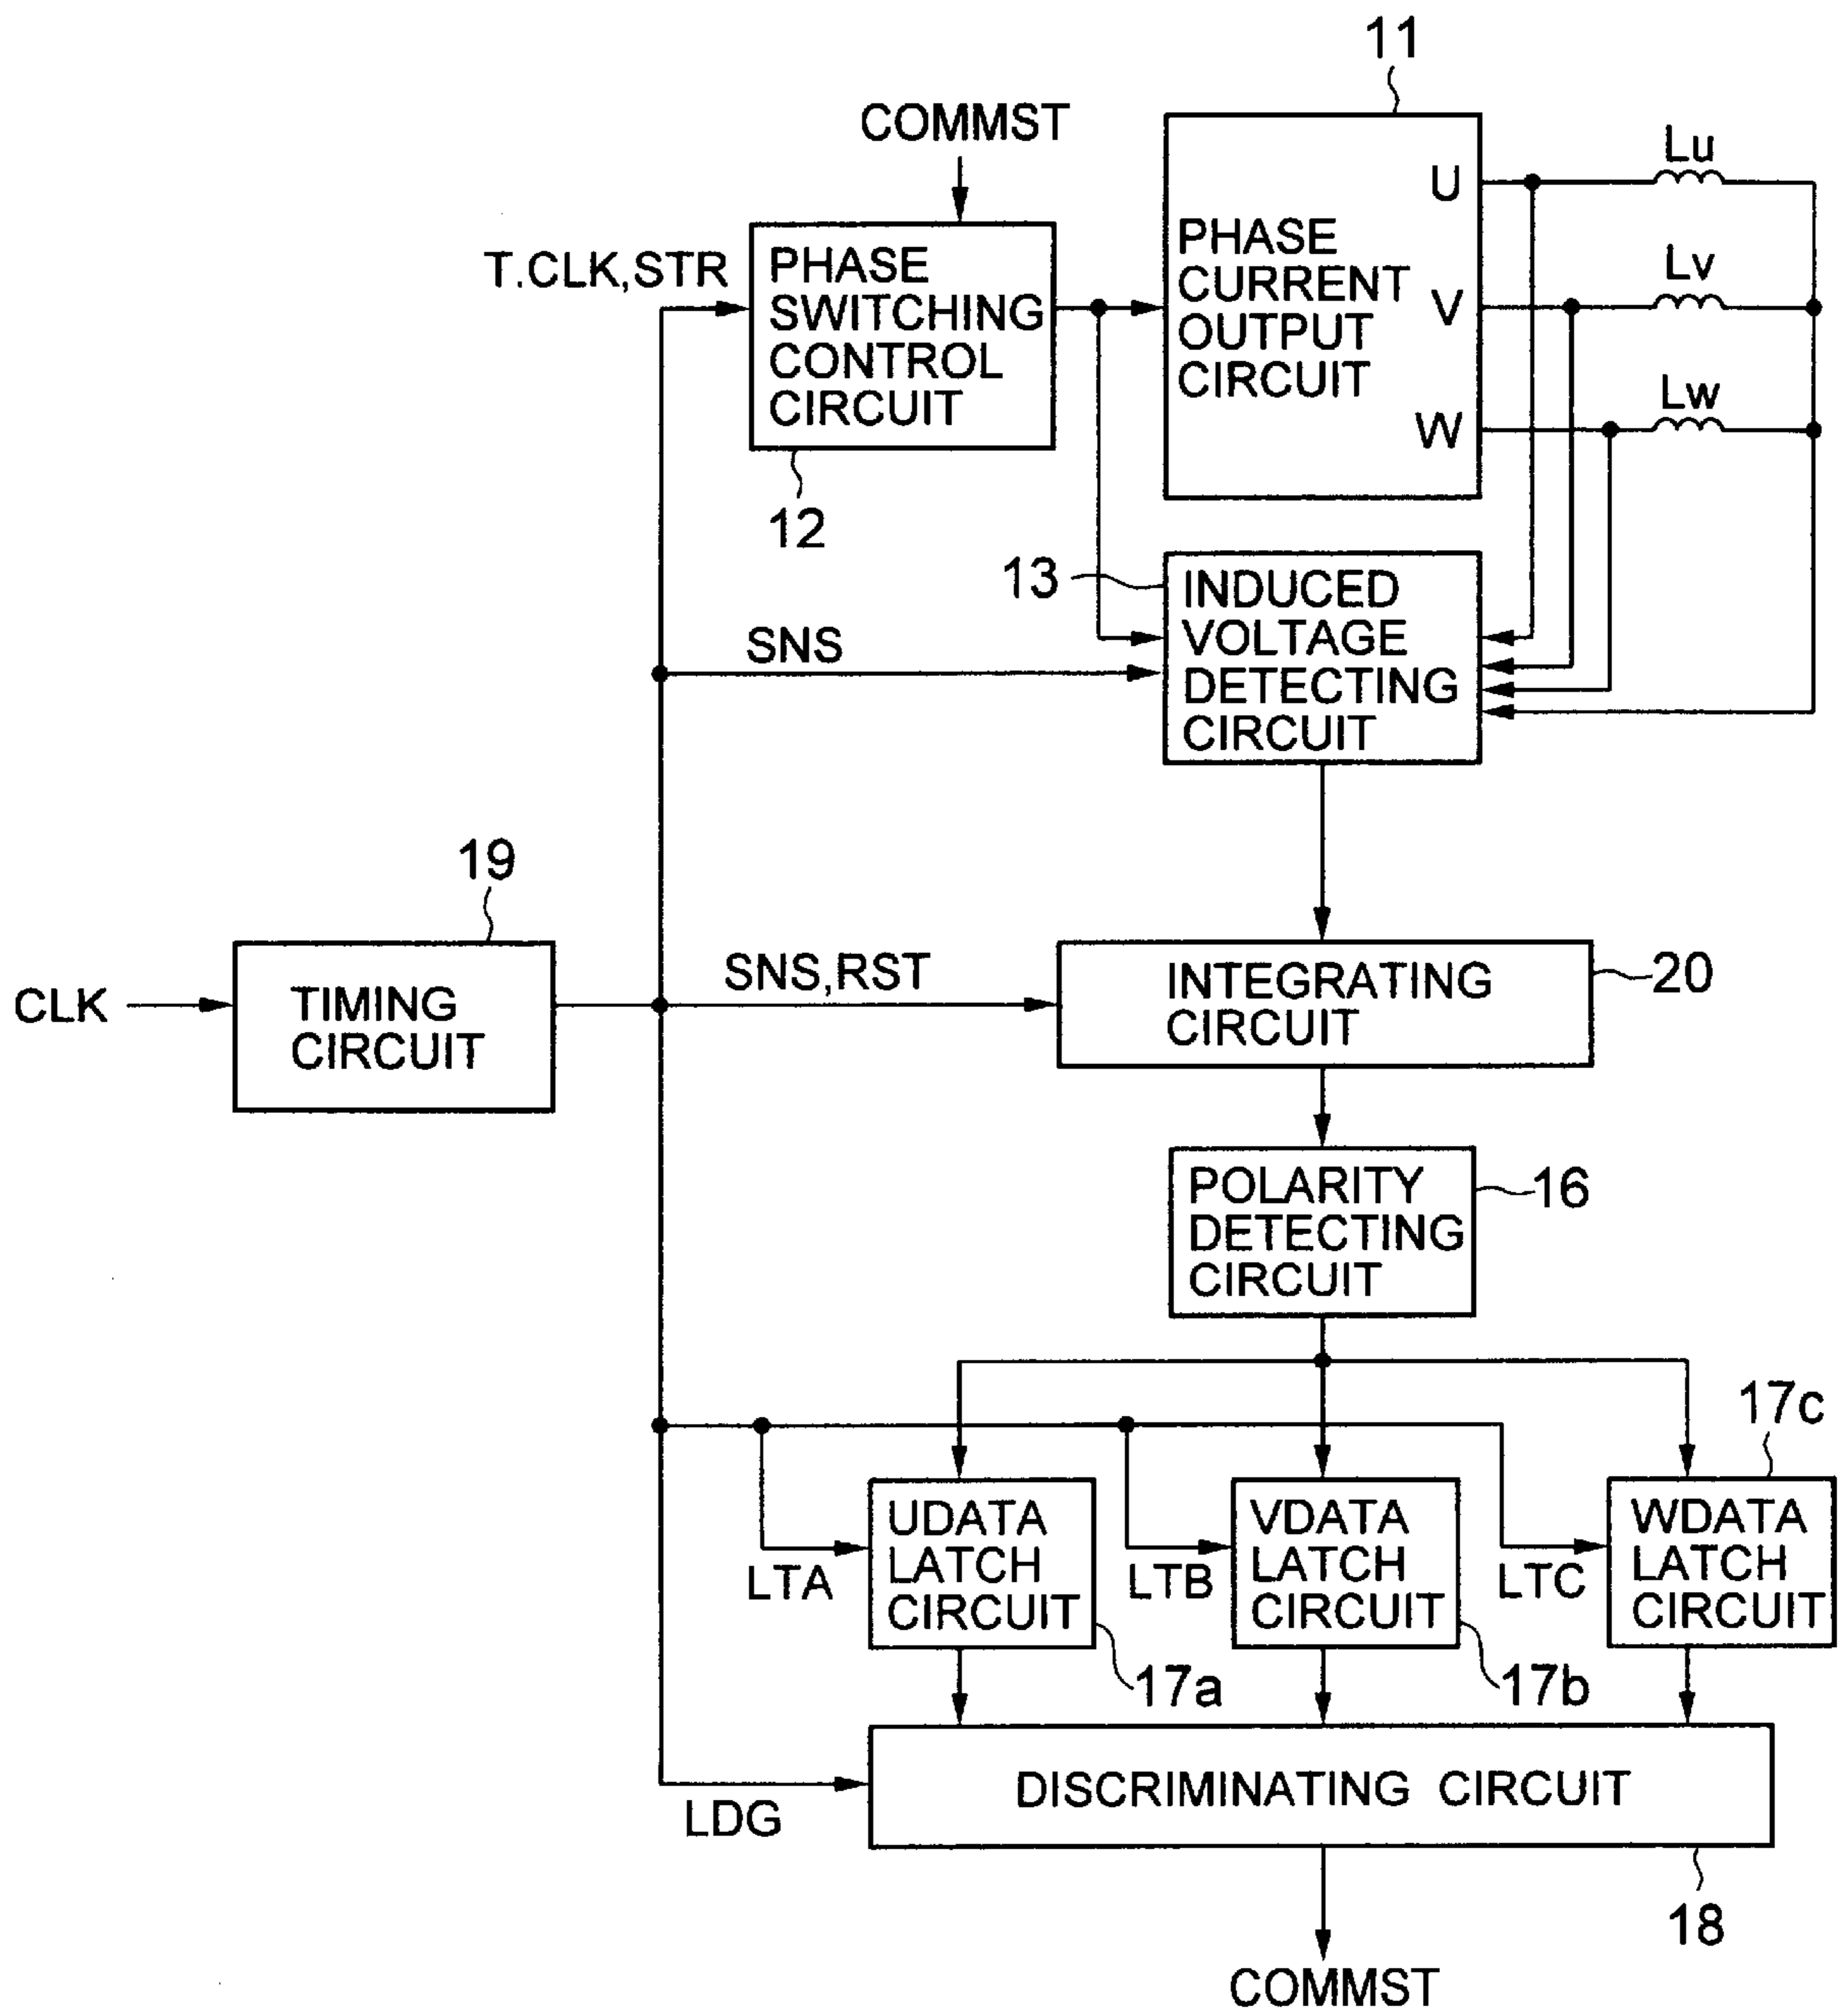 11
COMMST
Lu
U
T.CLK,STR
PHASE
SWITCHING
CONTROL
CIRCUIT
PHASE
CURRENT
OUTPUT
CIRCUIT
Lv
V
Lw
W
12
13
INDUCED
VOLTAGE
DETECTING
CIRCUIT
SNS
19
CLK
TIMING
CIRCUIT
SNS,RST
INTEGRATING
CIRCUIT
20
POLARITY
DETECTING
CIRCUIT
16
17c
UDATA
LATCH
CIRCUIT
VDATA
LATCH
CIRCUIT
WDATA
LATCH
CIRCUIT
LTA
LTB
LTC
17a
17b
DISCRIMINATING CIRCUIT
LDG
18
COMMST